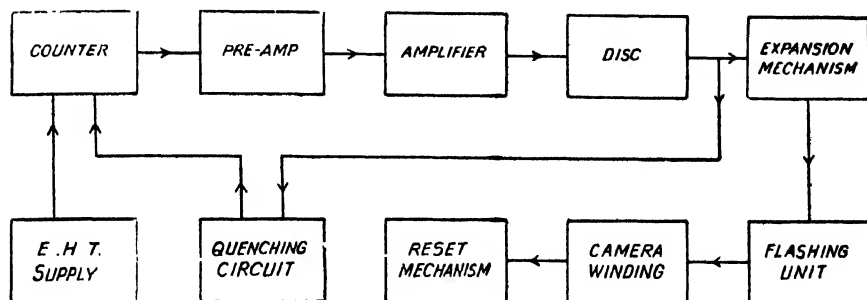 COUNTER
PRE-AMP
AMPLIFIER
DISC
EXPANSION
MECHANISM
E.H T.
SUPPLY
QUENCHING
CIRCUIT
RESET
MECHANISM
CAMERA
WINDING
FLASHING
UNIT